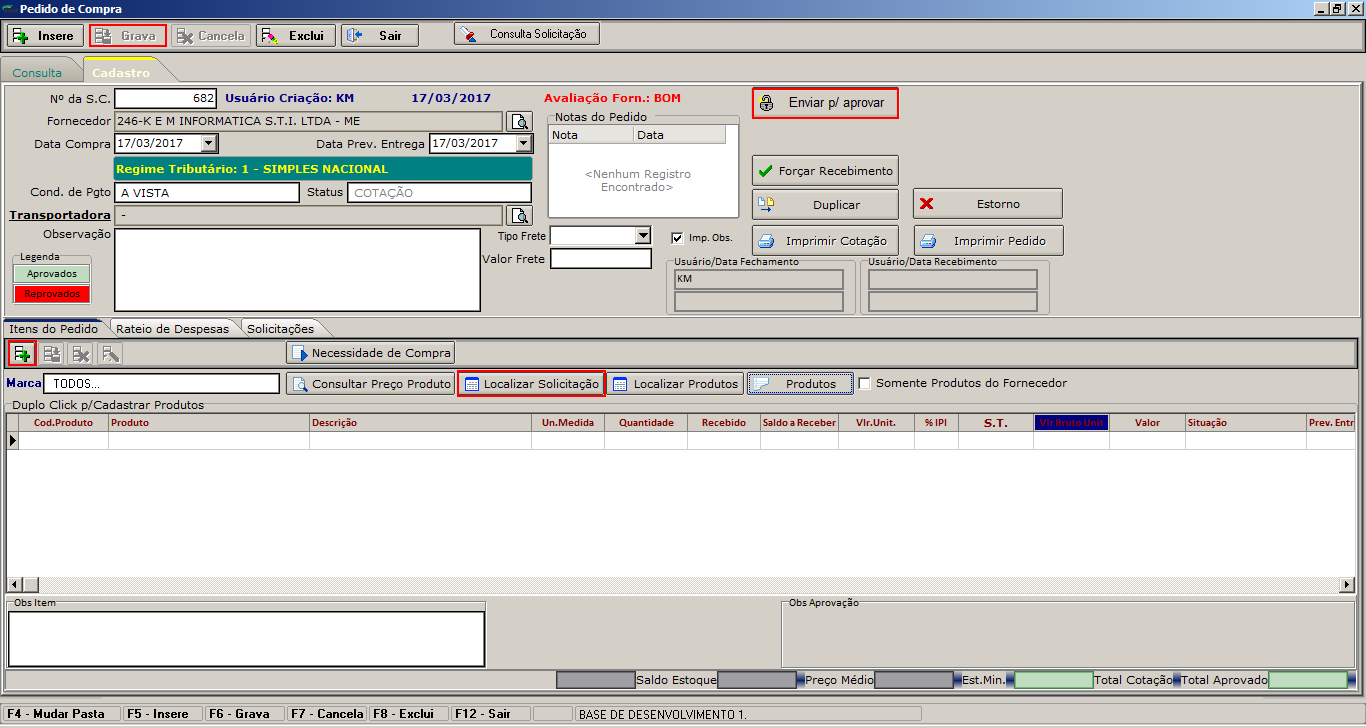 Pedido de Compra
Insere Grava Cancela Exclui Sair Consulta Solicitação
Consulta Cadastro
Nº da S.C. 682 Usuário Criação: KM 17/03/2017 Avaliação Forn.: BOM Enviar p/ aprovar
Fornecedor 246-K E M INFORMATICA S.T.I. LTDA - ME Notas do Pedido
Data Compra 17/03/2017 Data Prev. Entrega 17/03/2017 Nota Data
Regime Tributário: 1 - SIMPLES NACIONAL <Nenhum Registro Encontrado> Forçar Recebimento
Cond. de Pgto A VISTA Status COTAÇÃO Duplicar Estorno
Transportadora -
Observação Tipo Frete Imp. Obs. Imprimir Cotação Imprimir Pedido
Legenda Valor Frete Usuário/Data Fechamento Usuário/Data Recebimento
Aprovados KM
Reprovados
Itens do Pedido Rateio de Despesas Solicitações
Necessidade de Compra
Marca TODOS... Consultar Preço Produto Localizar Solicitação Localizar Produtos Produtos Somente Produtos do Fornecedor
Duplo Click p/Cadastrar Produtos
Cod.Produto Produto Descrição Un.Medida Quantidade Recebido Saldo a Receber Vlr.Unit. % IPI S.T. Vlr.Bruto Unit Valor Situação Prev. Entr
Obs Item Obs Aprovação
Saldo Estoque Preço Médio Est.Min. Total Cotação Total Aprovado
F4 - Mudar Pasta F5 - Insere F6 - Grava F7 - Cancela F8 - Exclui F12 - Sair BASE DE DESENVOLVIMENTO 1.